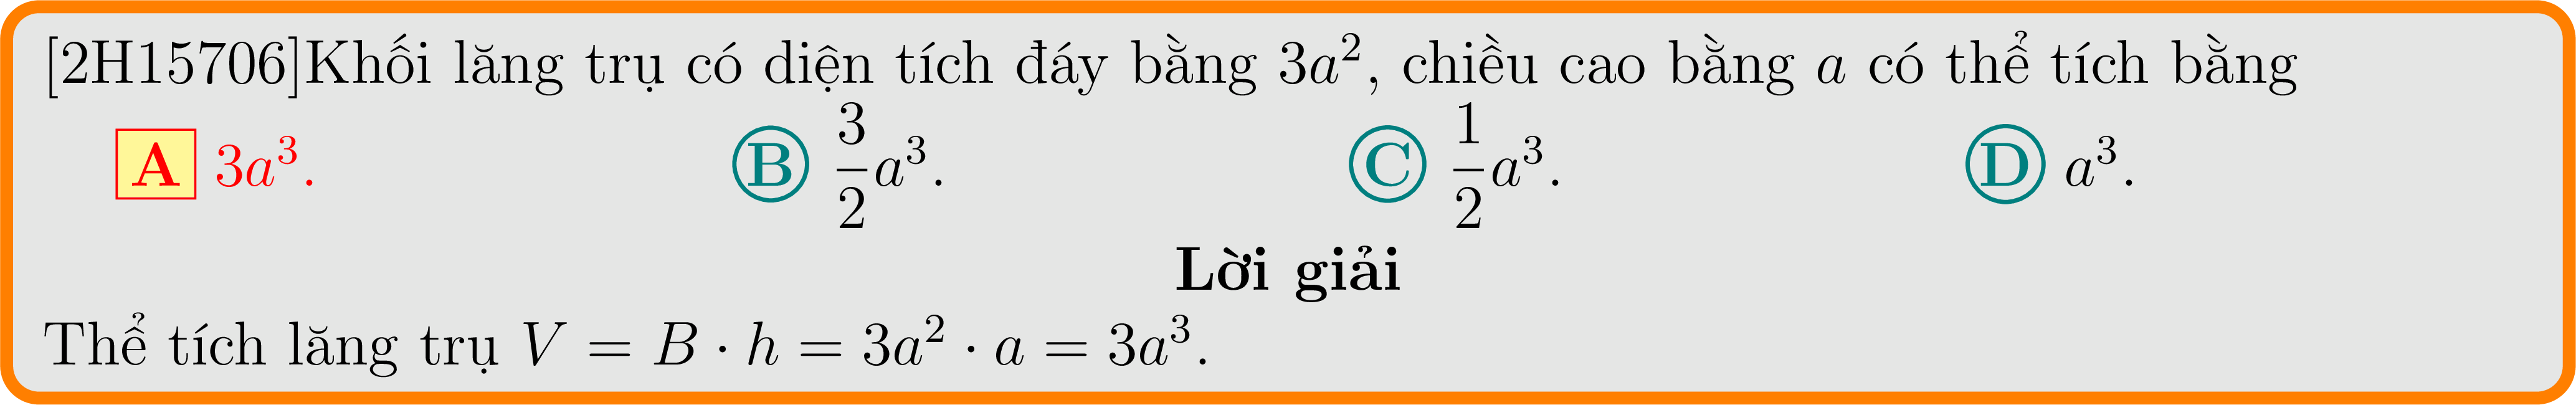 [2H15706]Khối lăng trụ có diện tích đáy bằng $3a^2$, chiều cao bằng $a$ có thể tích bằng
A $3a^3$. B $\frac{3}{2}a^3$. C $\frac{1}{2}a^3$. D $a^3$.
Lời giải
Thể tích lăng trụ $V = B \cdot h = 3a^2 \cdot a = 3a^3$.